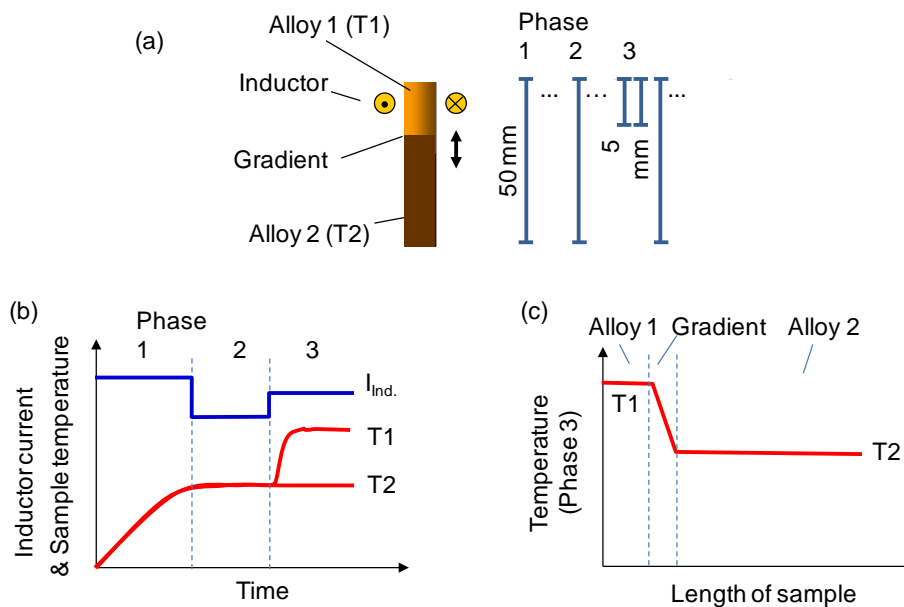 (a)
Alloy 1 (T1)
Inductor
Gradient
Alloy 2 (T2)
Phase
1 2 3
... ... ...
50 mm
5 mm
(b)
Phase
1 2 3
I Ind.
T1
T2
Inductor current
& Sample temperature
Time
(c)
Alloy 1 Gradient Alloy 2
T1
T2
Temperature
(Phase 3)
Length of sample